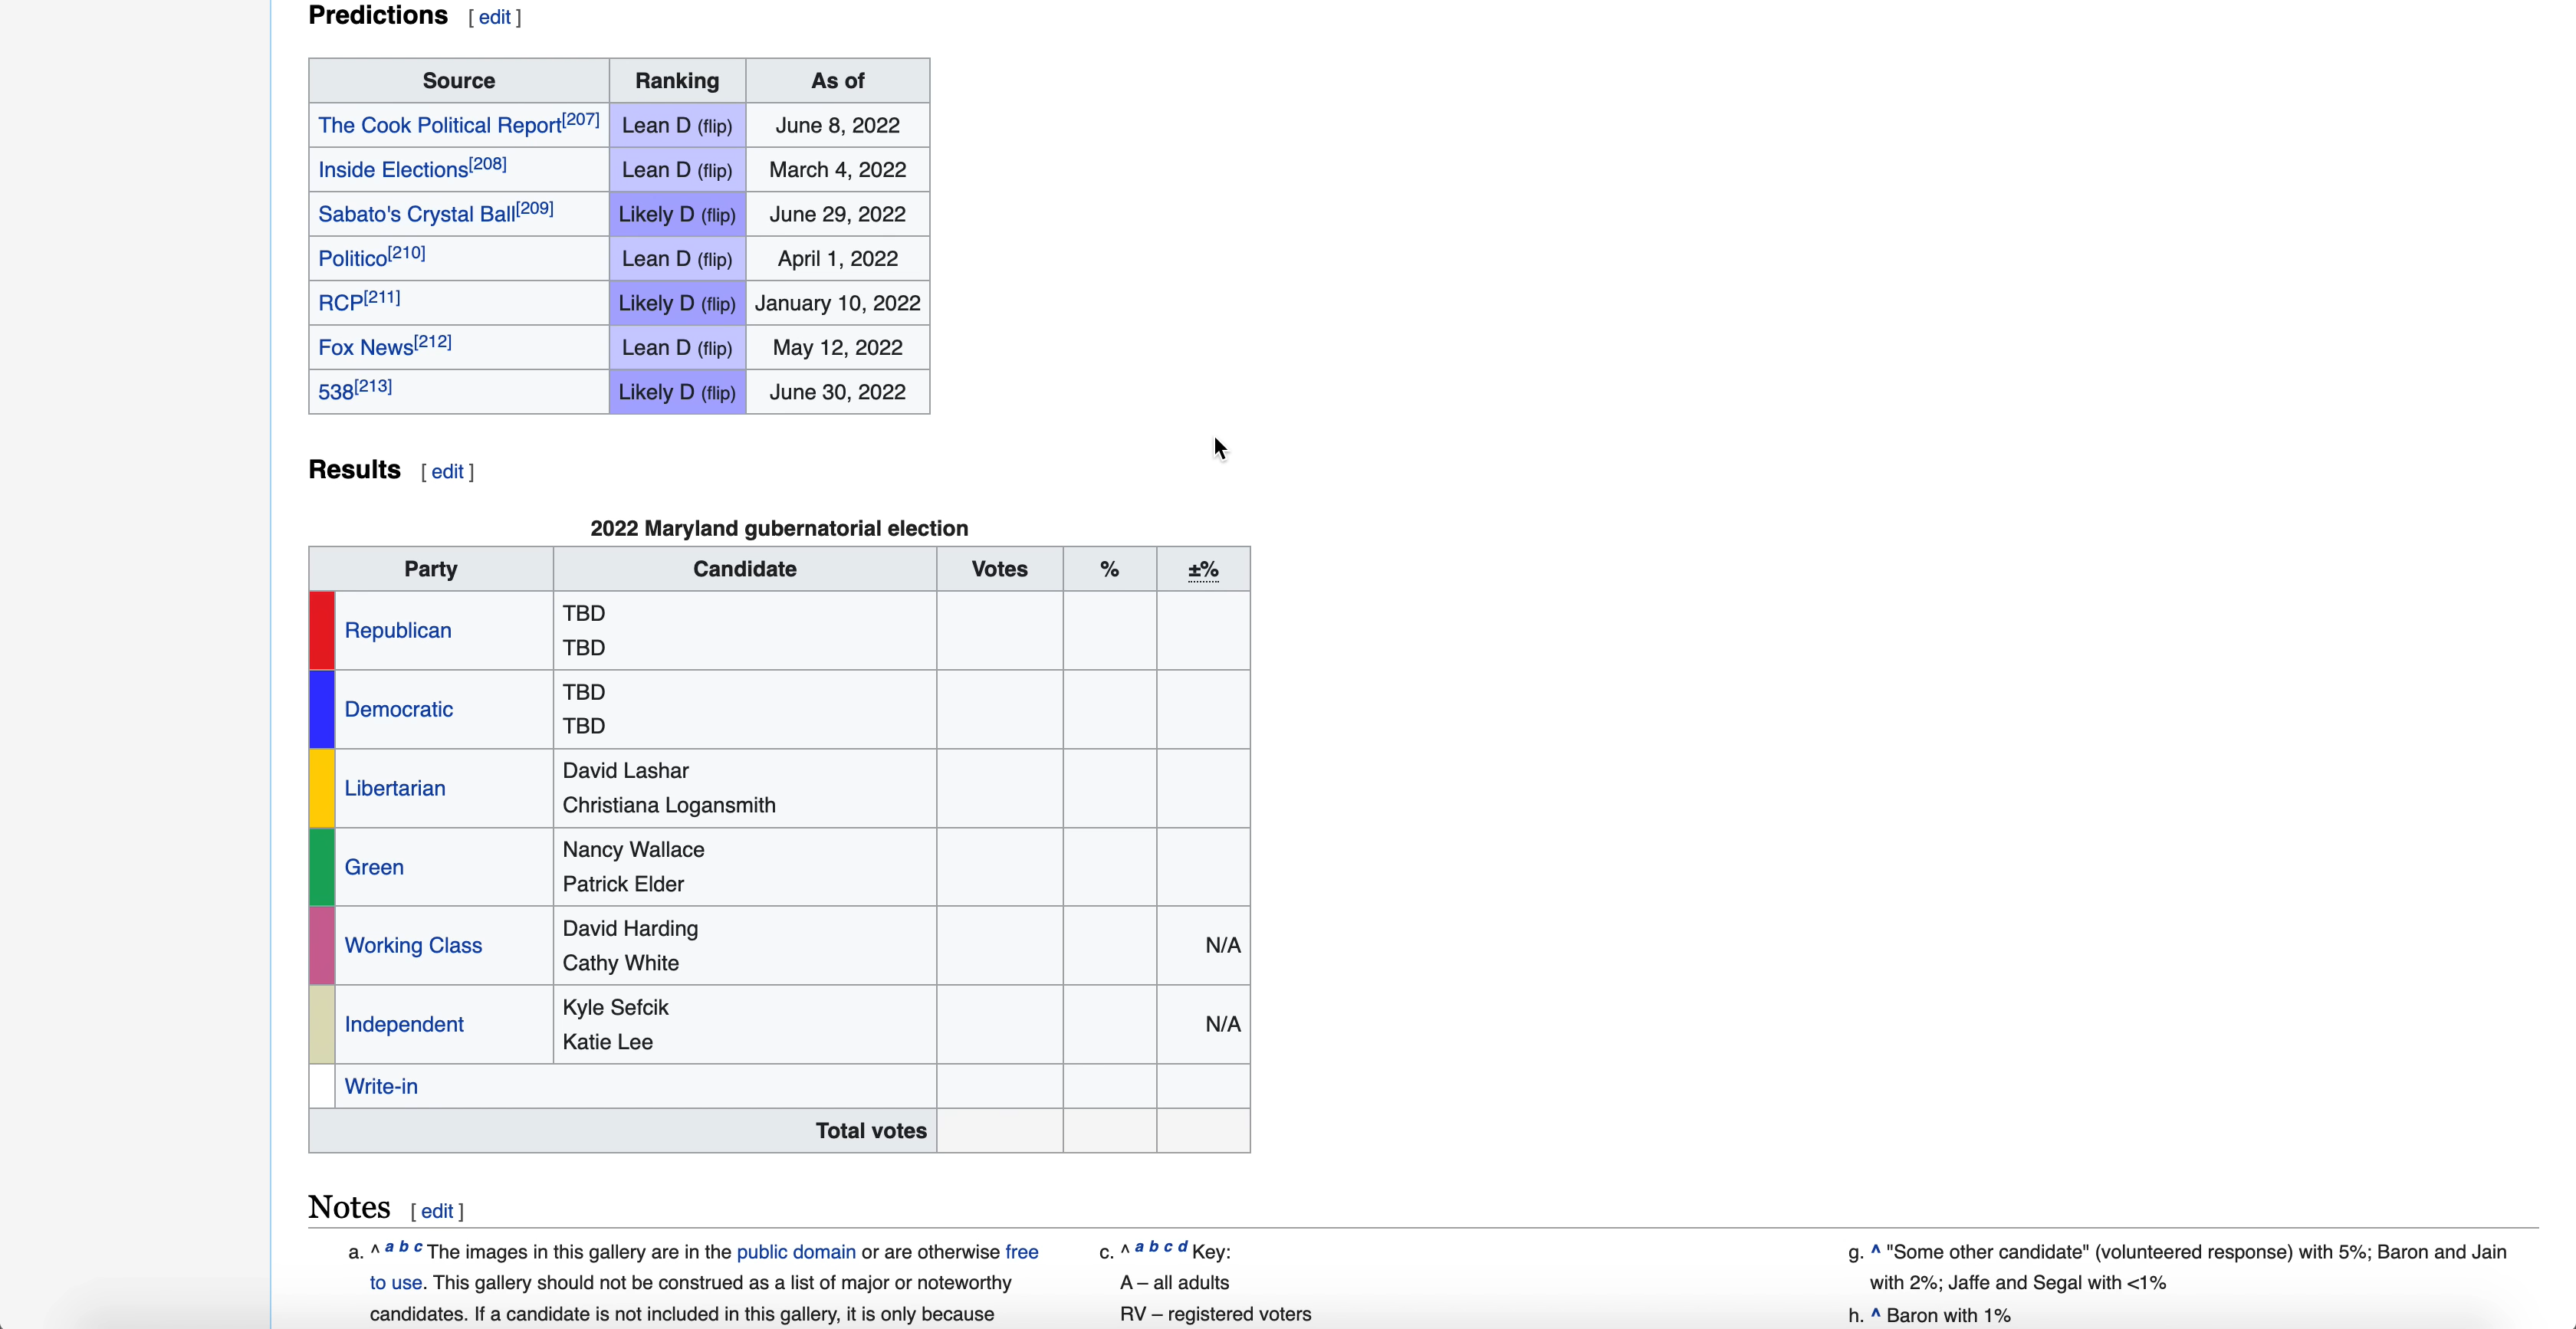 Predictions [ edit ]
Source Ranking As of
The Cook Political Report[207] Lean D (flip) June 8, 2022
Inside Elections[208] Lean D (flip) March 4, 2022
Sabato's Crystal Ball[209] Likely D (flip) June 29, 2022
Politico[210] Lean D (flip) April 1, 2022
RCP[211] Likely D (flip) January 10, 2022
Fox News[212] Lean D (flip) May 12, 2022
538[213] Likely D (flip) June 30, 2022
Results [ edit ]
2022 Maryland gubernatorial election
Party Candidate Votes % ±%
Republican
TBD
TBD
Democratic
TBD
TBD
Libertarian
David Lashar
Christiana Logansmith
Green
Nancy Wallace
Patrick Elder
Working Class
David Harding
Cathy White
N/A
Independent
Kyle Sefcik
Katie Lee
N/A
Write-in
Total votes
Notes [ edit ]
a. ^ a b c The images in this gallery are in the public domain or are otherwise free
to use. This gallery should not be construed as a list of major or noteworthy
candidates. If a candidate is not included in this gallery, it is only because
c. ^ a b c d Key:
A – all adults
RV – registered voters
g. ^ "Some other candidate" (volunteered response) with 5%; Baron and Jain
with 2%; Jaffe and Segal with <1%
h. ^ Baron with 1%